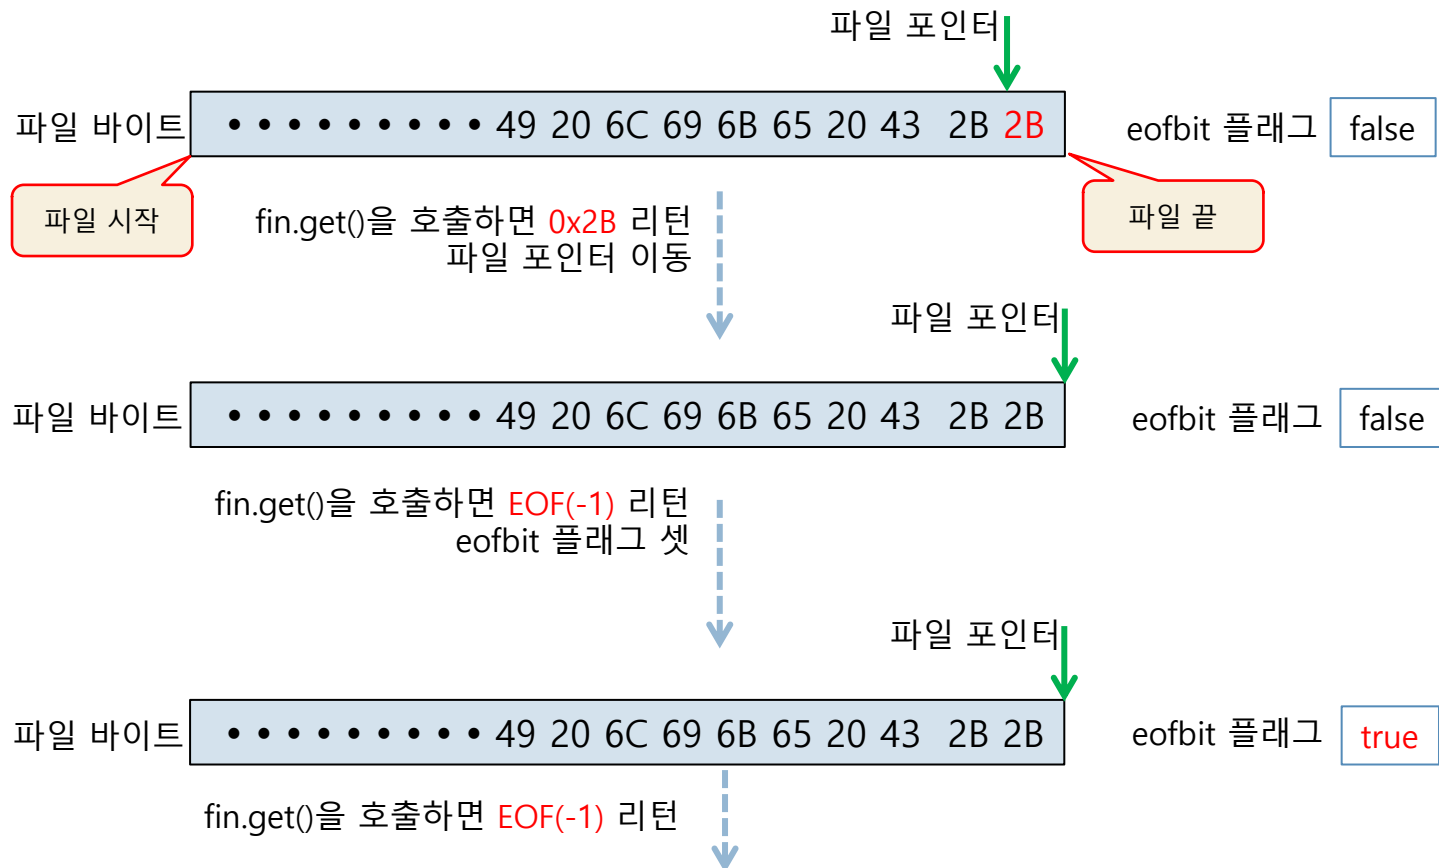 파일 포인터
파일 바이트 • • • • • • • • • 49 20 6C 69 6B 65 20 43 2B 2B eofbit 플래그 false
파일 시작
파일 끝
fin.get()을 호출하면 0x2B 리턴
파일 포인터 이동
파일 포인터
파일 바이트 • • • • • • • • • 49 20 6C 69 6B 65 20 43 2B 2B eofbit 플래그 false
fin.get()을 호출하면 EOF(-1) 리턴
eofbit 플래그 셋
파일 포인터
파일 바이트 • • • • • • • • • 49 20 6C 69 6B 65 20 43 2B 2B eofbit 플래그 true
fin.get()을 호출하면 EOF(-1) 리턴